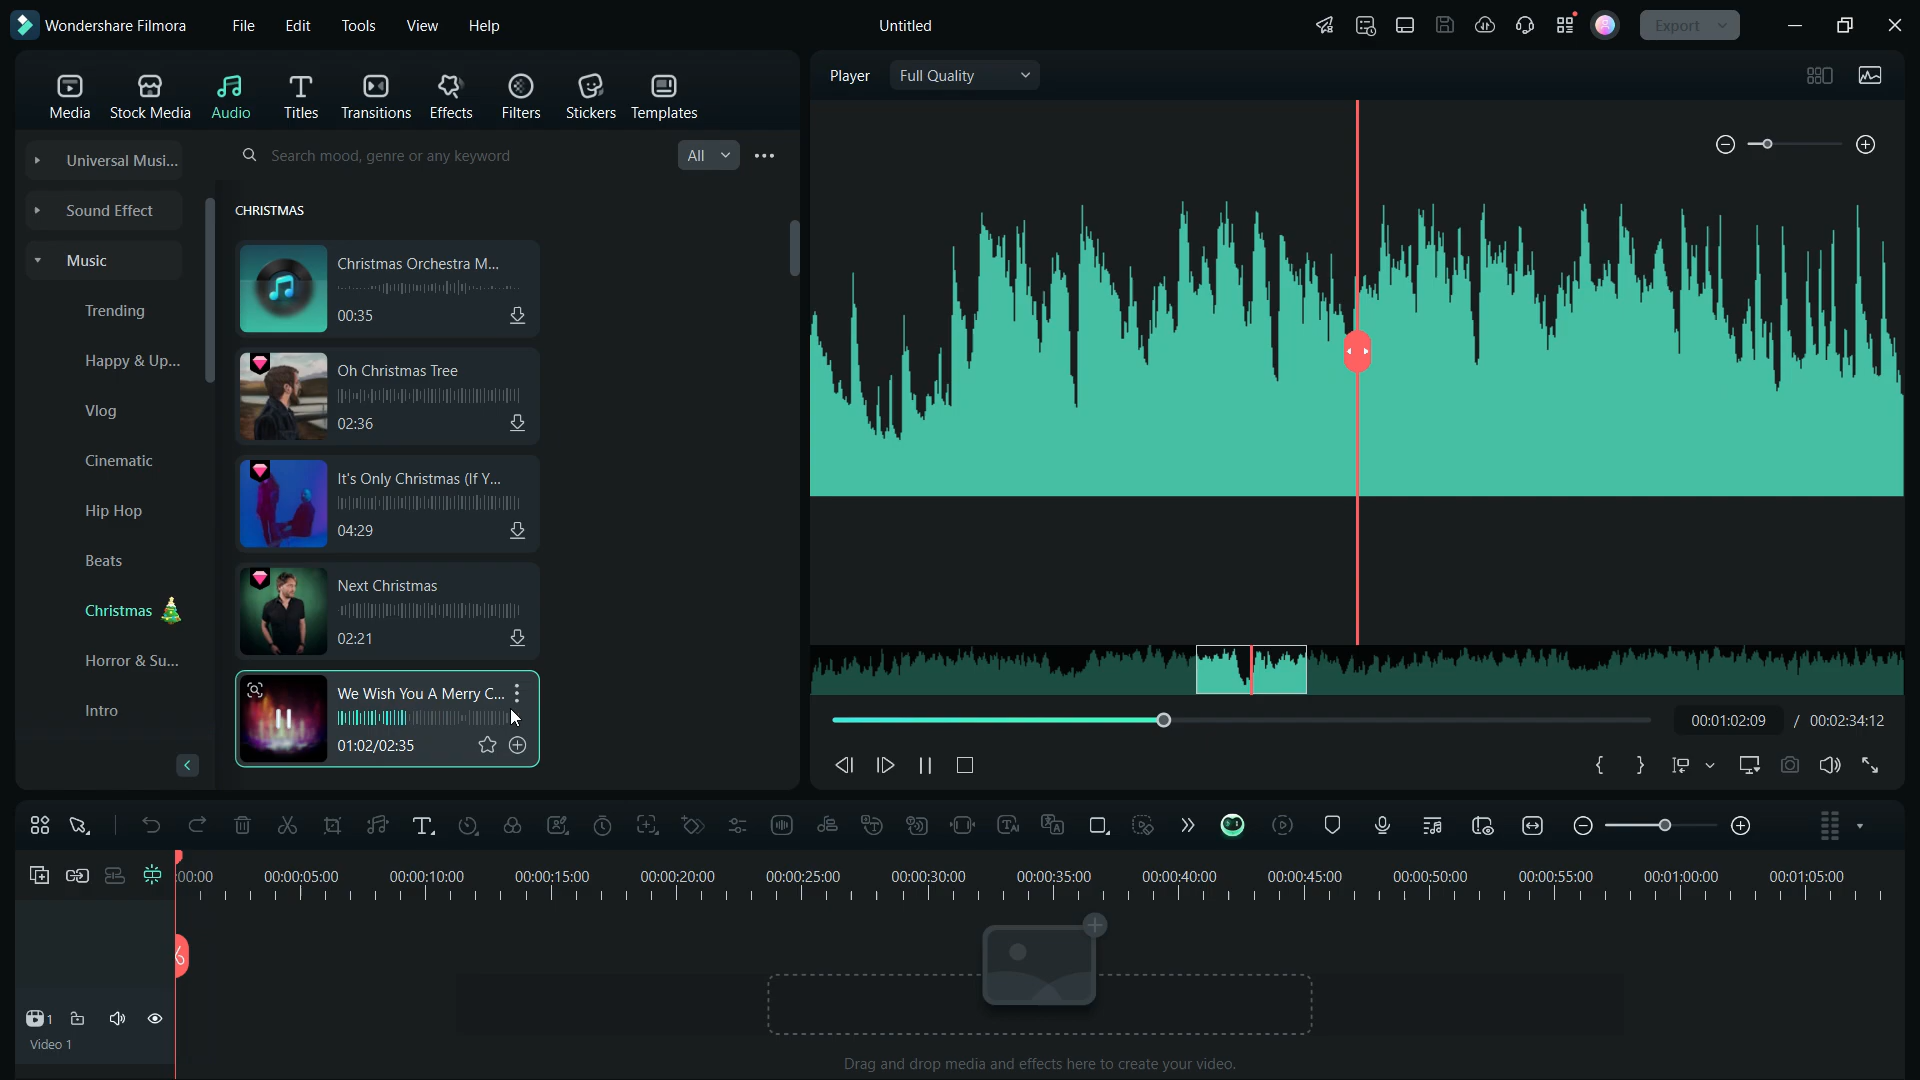 Wondershare Filmora
File
Edit
Tools
View
Help
Untitled
Export
Media
Stock Media
Audio
Titles
Transitions
Effects
Filters
Stickers
Templates
Player
Full Quality
Universal Musi...
Sound Effect
Music
Trending
Happy & Up...
Vlog
Cinematic
Hip Hop
Beats
Christmas
Horror & Su...
Intro
Search mood, genre or any keyword
All
CHRISTMAS
Christmas Orchestra M...
00:35
Oh Christmas Tree
02:36
It's Only Christmas (If Y...
04:29
Next Christmas
02:21
We Wish You A Merry C...
01:02/02:35
00:01:02:09 / 00:02:34:12
:00:00
00:00:05:00
00:00:10:00
00:00:15:00
00:00:20:00
00:00:25:00
00:00:30:00
00:00:35:00
00:00:40:00
00:00:45:00
00:00:50:00
00:00:55:00
00:01:00:00
00:01:05:00
1
Video 1
Drag and drop media and effects here to create your video.